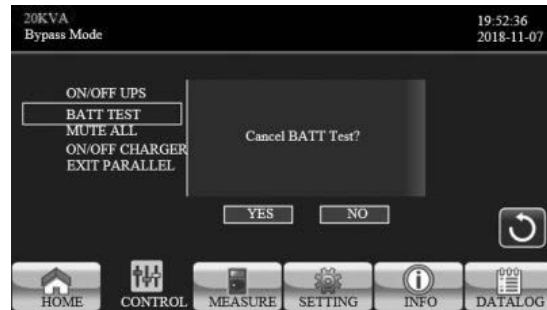 20KVA
Bypass Mode
19:52:36
2018-11-07
ON/OFF UPS
BATT TEST
MUTE ALL
ON/OFF CHARGER
EXIT PARALLEL
Cancel BATT Test?
YES NO
HOME CONTROL MEASURE SETTING INFO DATALOG